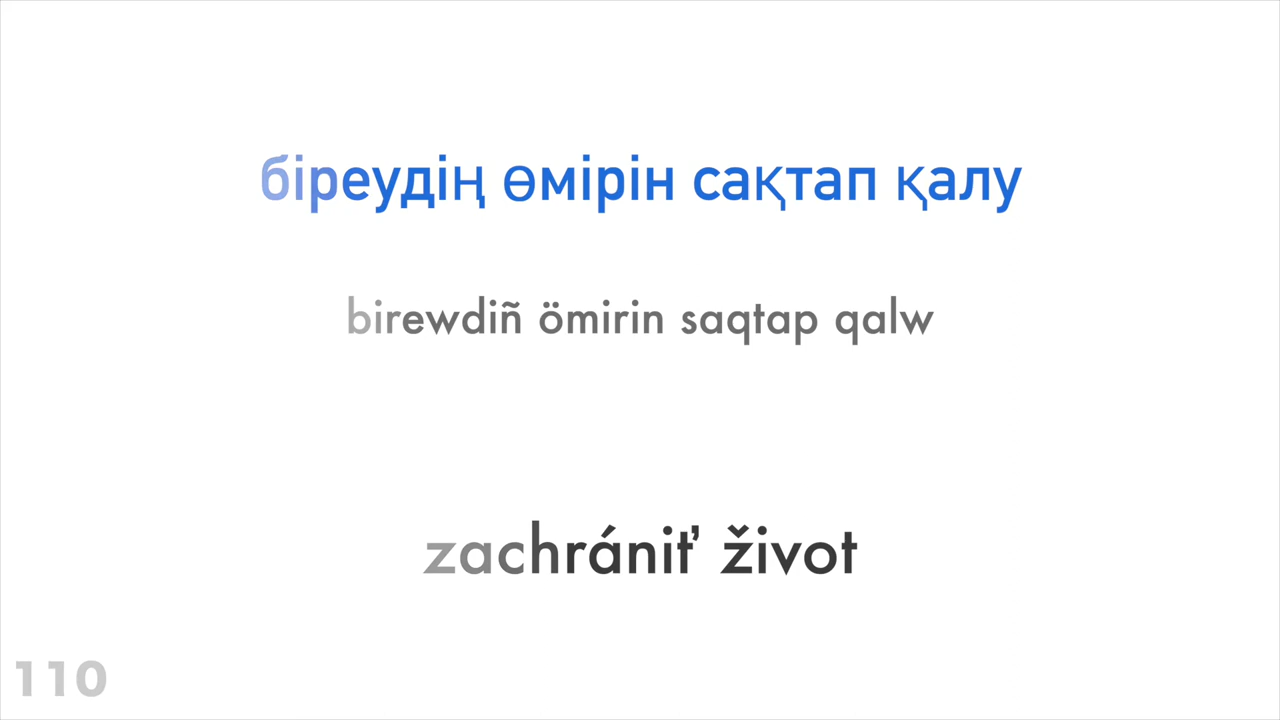 біреудің өмірін сақтап қалу
birewdiñ ömirin saqtap qalw
zachrániť život
110